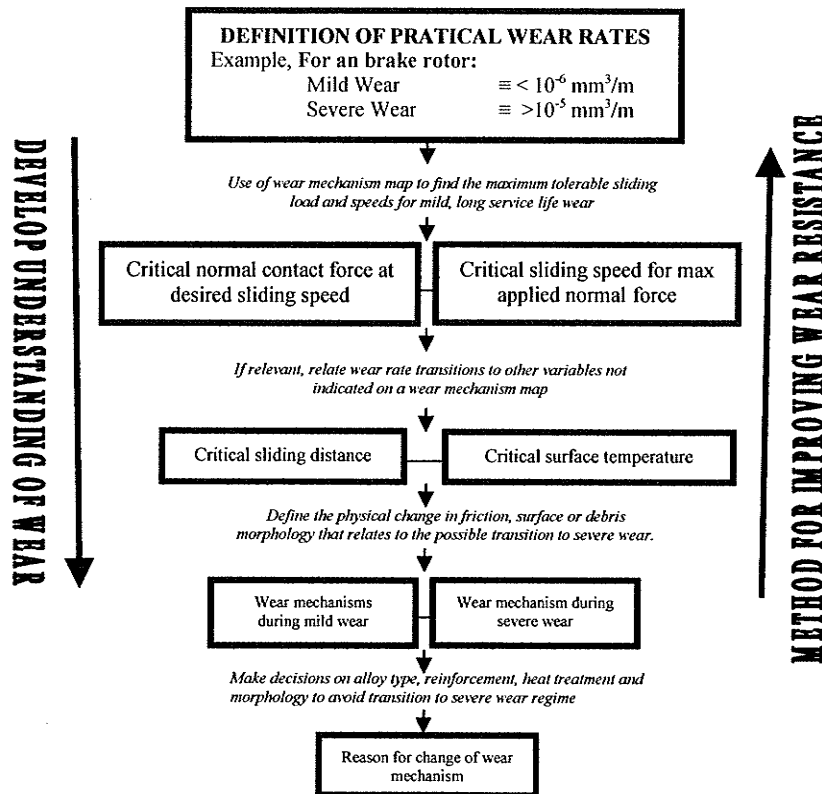 DEFINITION OF PRATICAL WEAR RATES
Example, For an brake rotor:
Mild Wear ≡ < 10⁻⁶ mm³/m
Severe Wear ≡ >10⁻⁵ mm³/m
DEVELOP UNDERSTANDING OF WEAR
METHOD FOR IMPROVING WEAR RESISTANCE
Use of wear mechanism map to find the maximum tolerable sliding
load and speeds for mild, long service life wear
Critical normal contact force at
desired sliding speed
Critical sliding speed for max
applied normal force
If relevant, relate wear rate transitions to other variables not
indicated on a wear mechanism map
Critical sliding distance
Critical surface temperature
Define the physical change in friction, surface or debris
morphology that relates to the possible transition to severe wear.
Wear mechanisms
during mild wear
Wear mechanism during
severe wear
Make decisions on alloy type, reinforcement, heat treatment and
morphology to avoid transition to severe wear regime
Reason for change of wear
mechanism